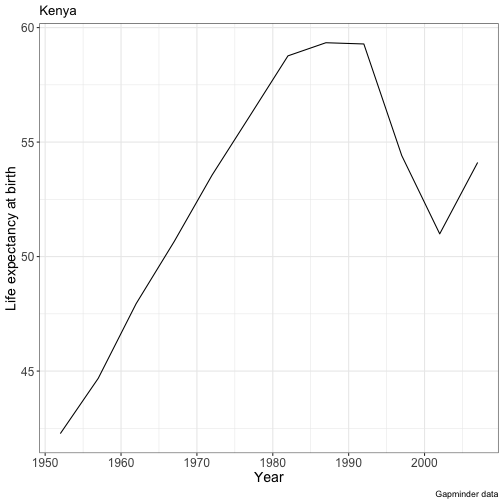 Kenya
60
55
50
45
Life expectancy at birth
1950 1960 1970 1980 1990 2000
Year
Gapminder data